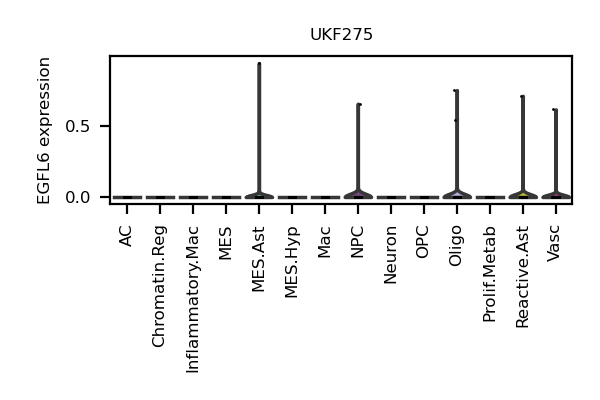 UKF275
EGFL6 expression
0.5
0.0
AC
Chromatin.Reg
Inflammatory.Mac
MES
MES.Ast
MES.Hyp
Mac
NPC
Neuron
OPC
Oligo
Prolif.Metab
Reactive.Ast
Vasc